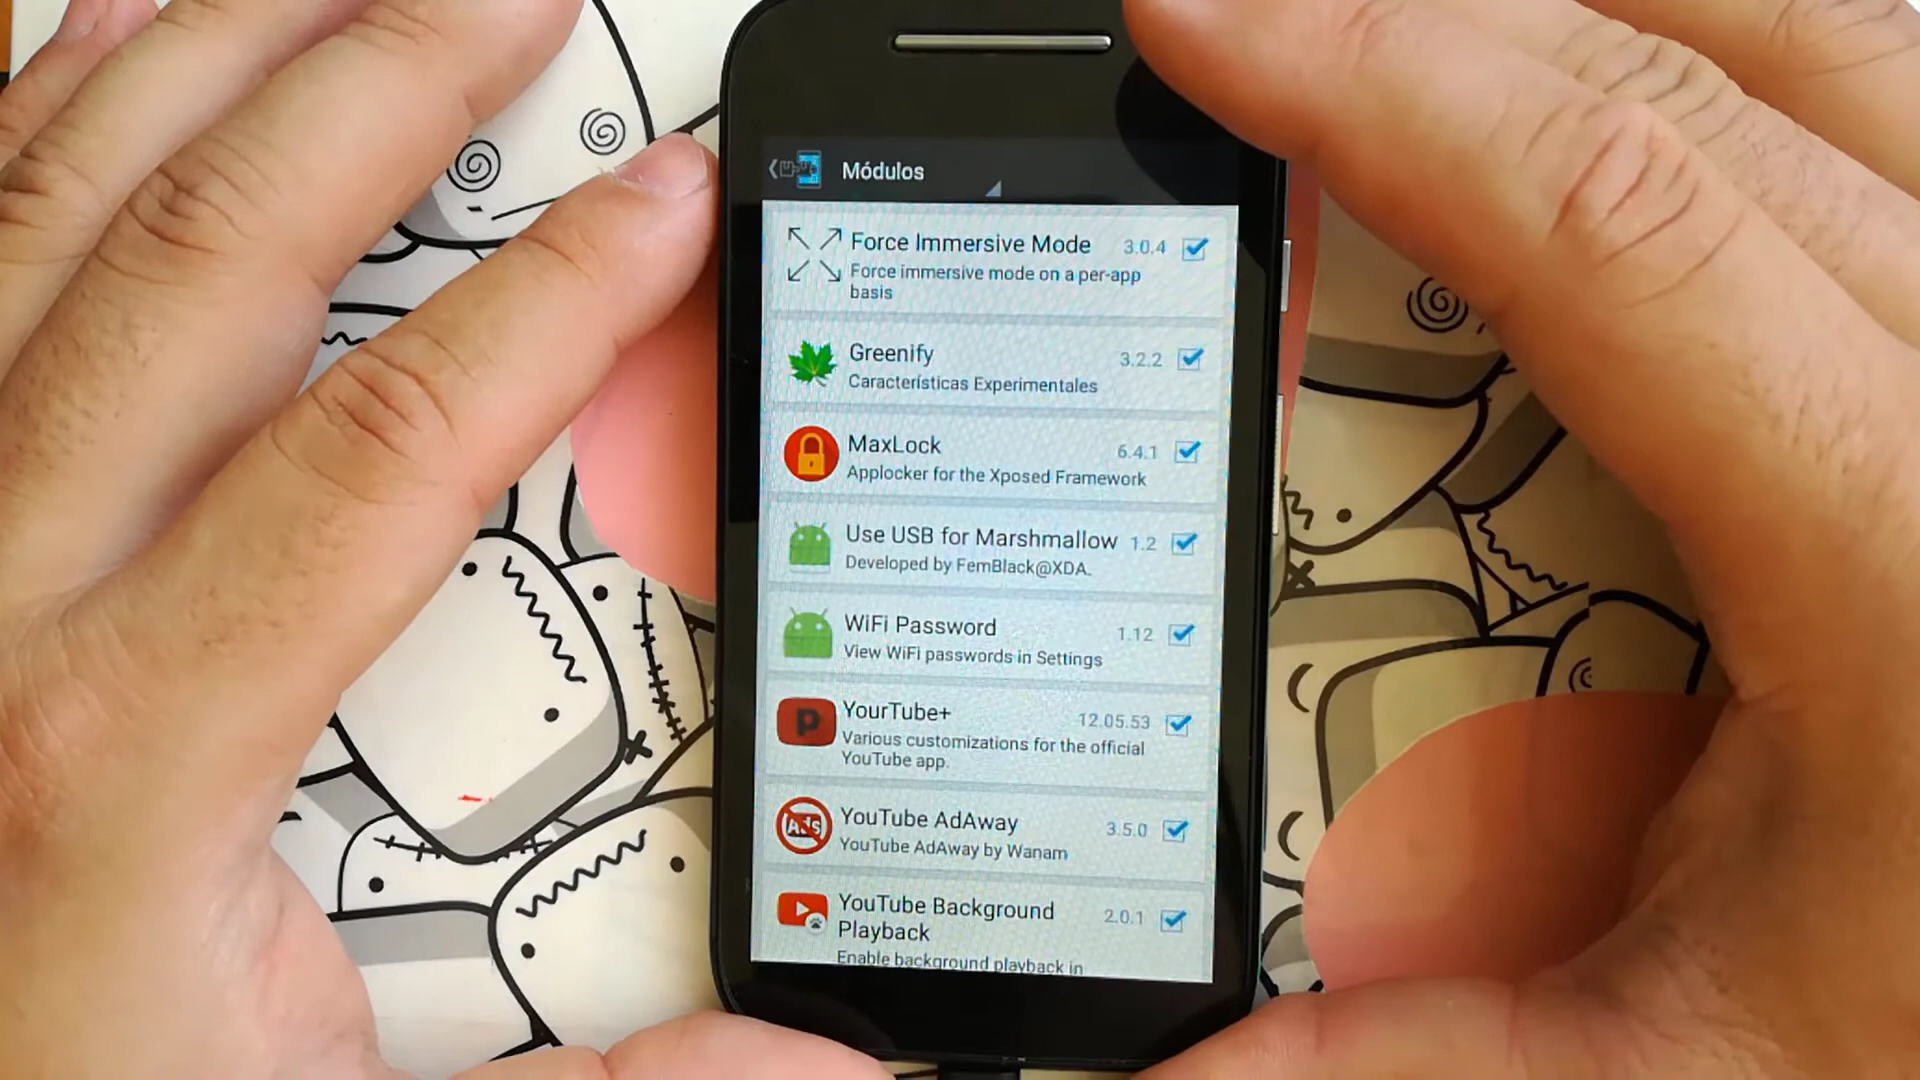 Módulos
Force Immersive Mode 3.0.4
Force immersive mode on a per-app
basis
Greenify 3.2.2
Características Experimentales
MaxLock 6.4.1
Applocker for the Xposed Framework
Use USB for Marshmallow 1.2
Developed by FemBlack@XDA.
WiFi Password 1.12
View WiFi passwords in Settings
P
YourTube+ 12.05.53
Various customizations for the official
YouTube app.
Ads
YouTube AdAway 3.5.0
YouTube AdAway by Wanam
YouTube Background 2.0.1
Playback
Enable background playback in